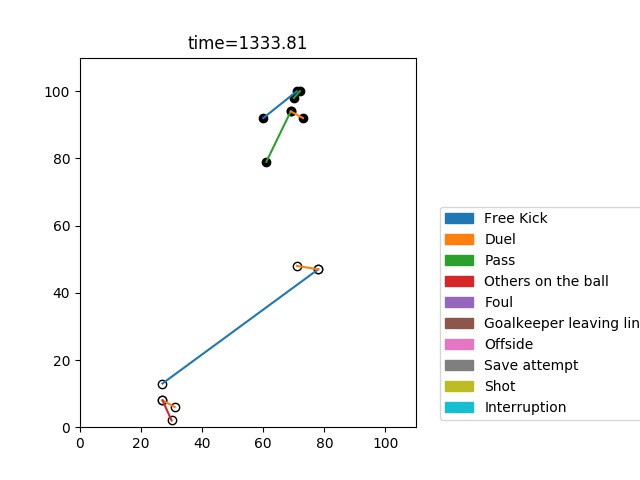 time=1333.81
100
80
60
40
20
0
0 20 40 60 80 100
Free Kick
Duel
Pass
Others on the ball
Foul
Goalkeeper leaving lin
Offside
Save attempt
Shot
Interruption